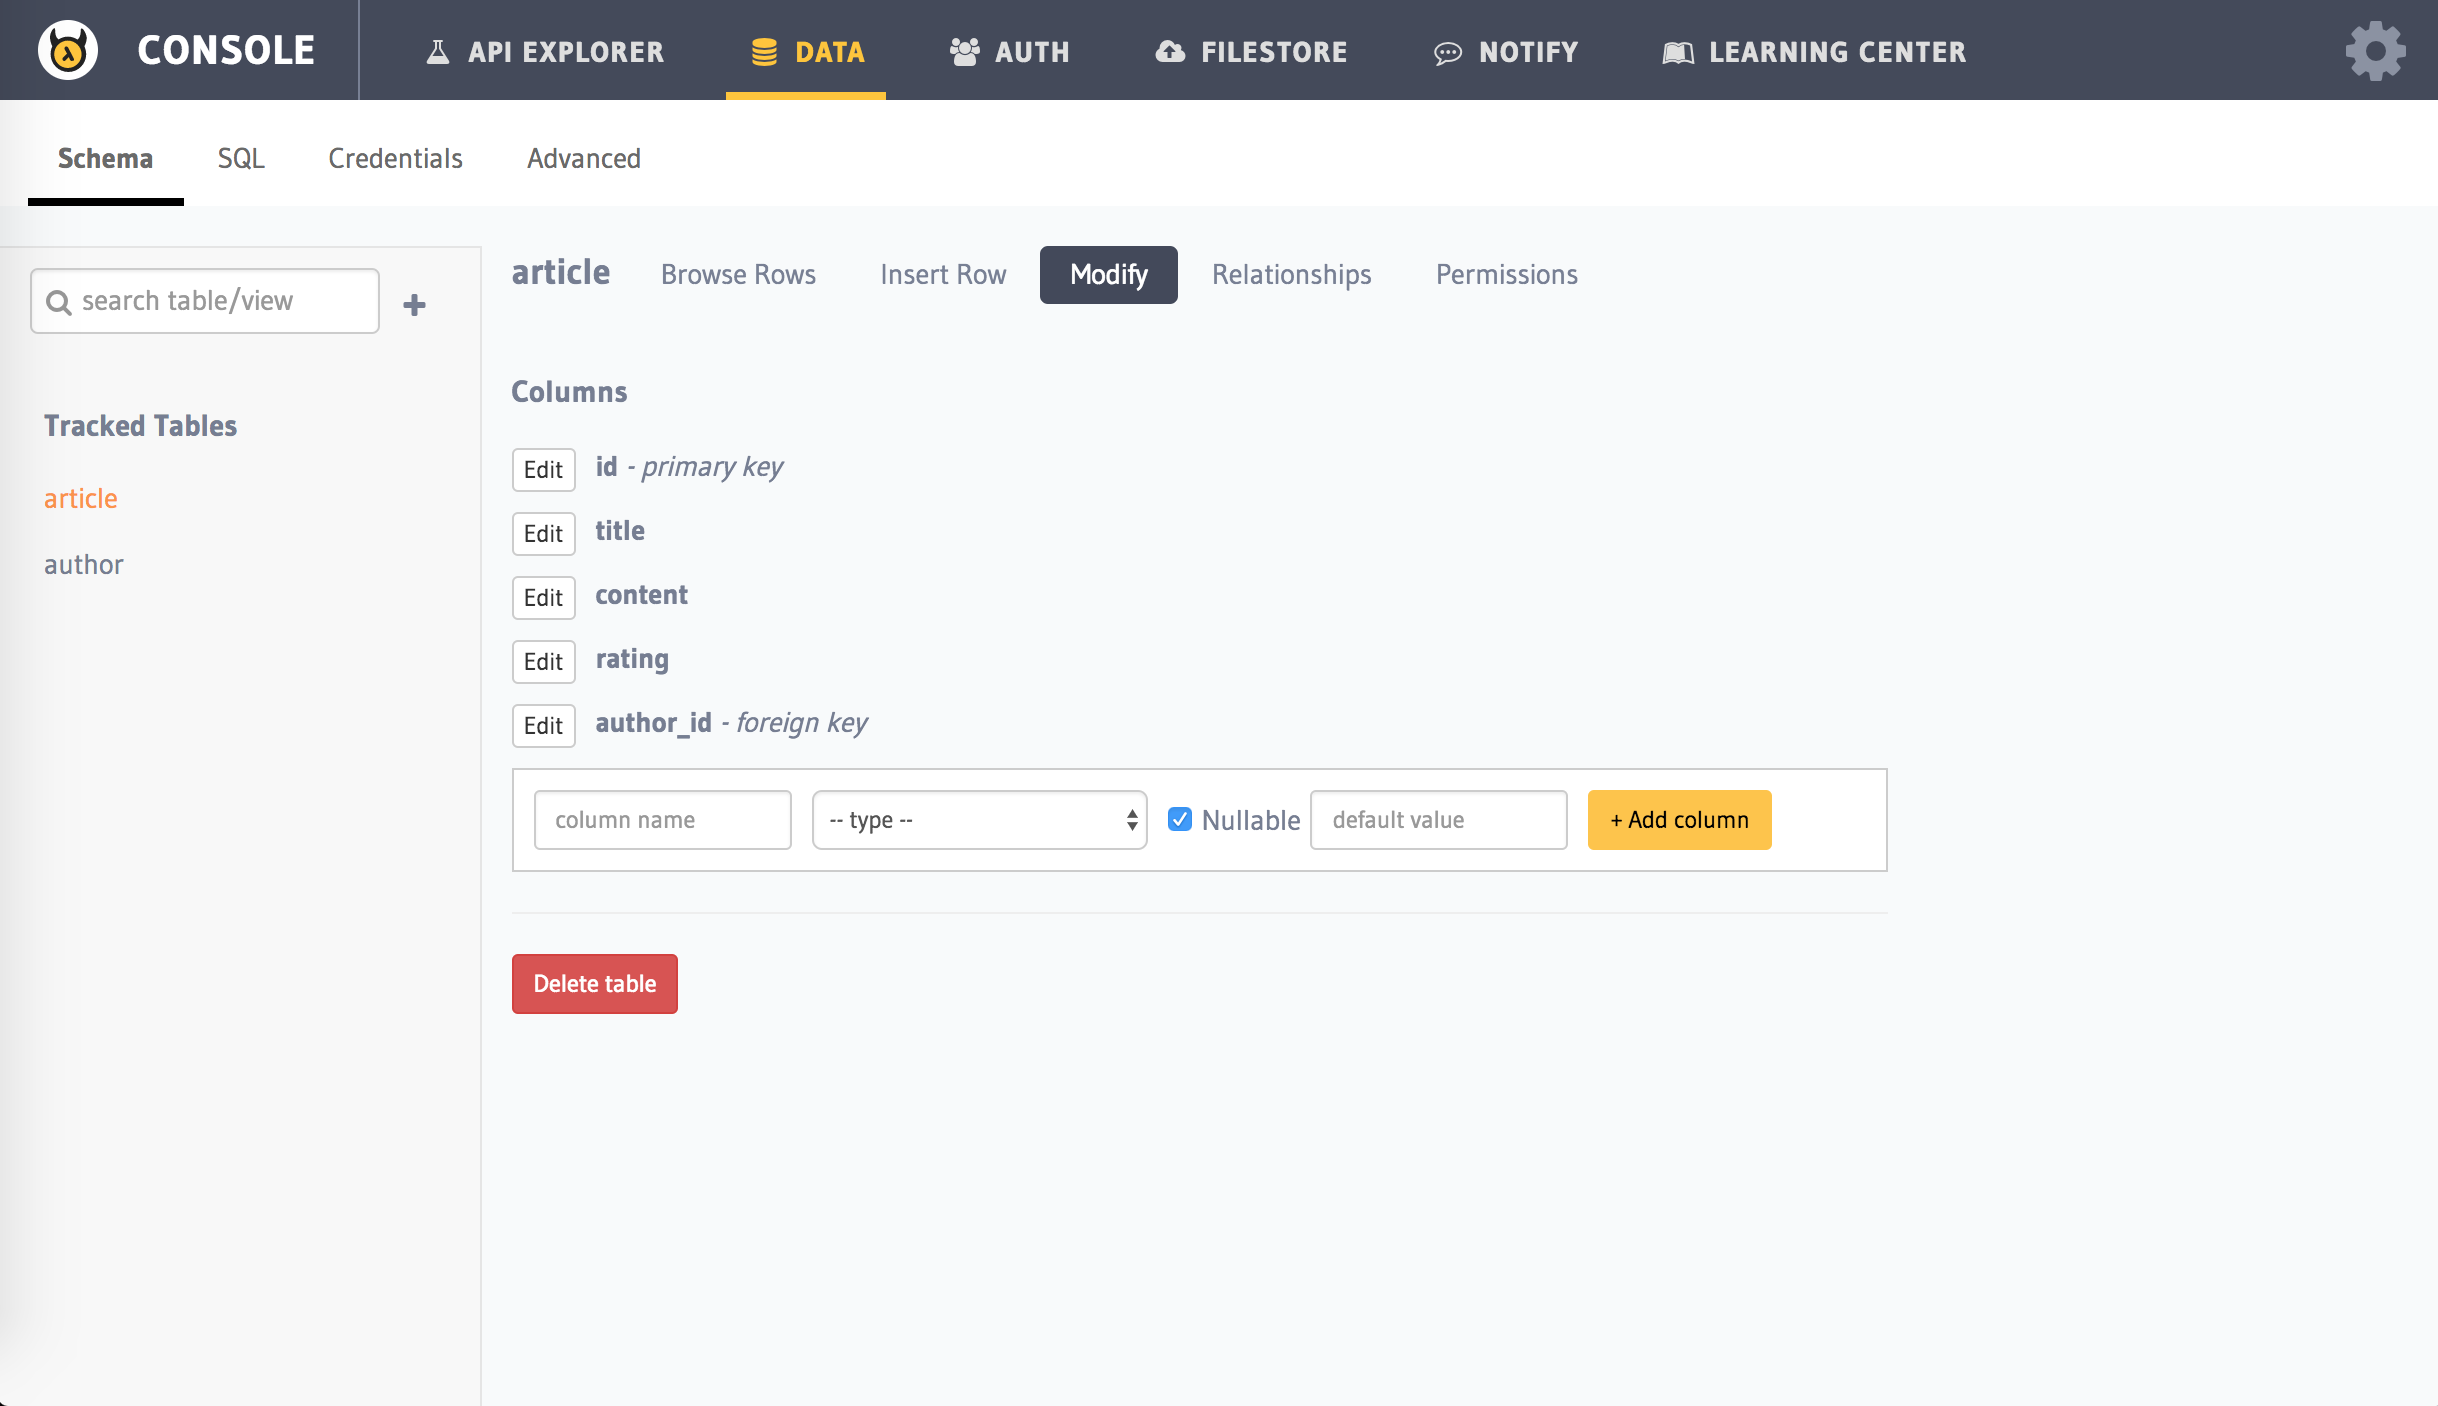 CONSOLE
API EXPLORER
DATA
AUTH
FILESTORE
NOTIFY
LEARNING CENTER
Schema
SQL
Credentials
Advanced
search table/view
Tracked Tables
article
author
article
Browse Rows
Insert Row
Modify
Relationships
Permissions
Columns
Edit id - primary key
Edit title
Edit content
Edit rating
Edit author_id - foreign key
column name
-- type --
Nullable
default value
+ Add column
Delete table